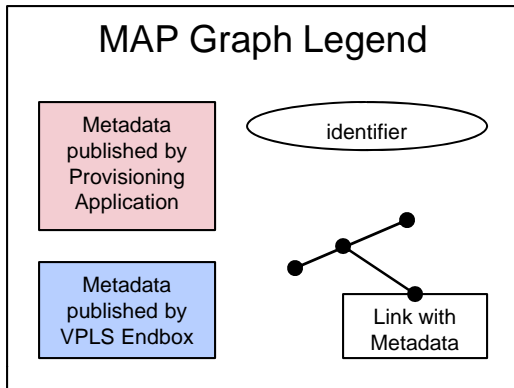 MAP Graph Legend
Metadata
published by
Provisioning
Application
identifier
Metadata
published by
VPLS Endbox
Link with
Metadata